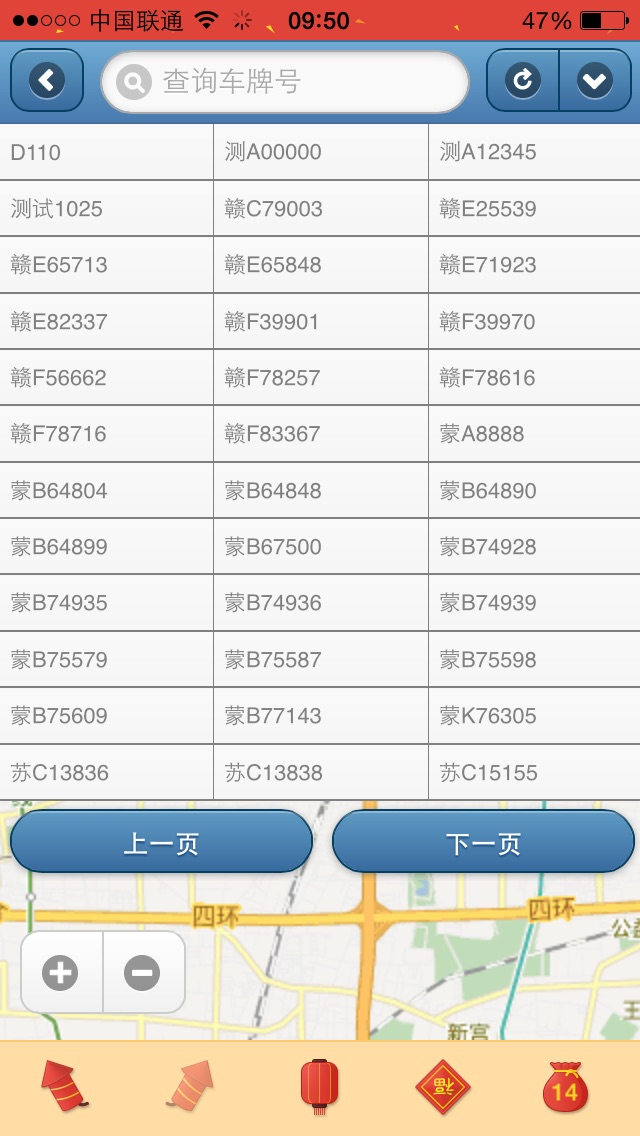 中国联通 09:50 47%
查询车牌号
D110 测A00000 测A12345
测试1025 赣C79003 赣E25539
赣E65713 赣E65848 赣E71923
赣E82337 赣F39901 赣F39970
赣F56662 赣F78257 赣F78616
赣F78716 赣F83367 蒙A8888
蒙B64804 蒙B64848 蒙B64890
蒙B64899 蒙B67500 蒙B74928
蒙B74935 蒙B74936 蒙B74939
蒙B75579 蒙B75587 蒙B75598
蒙B75609 蒙B77143 蒙K76305
苏C13836 苏C13838 苏C15155
上一页 下一页
四环 四环
新宫
福 14